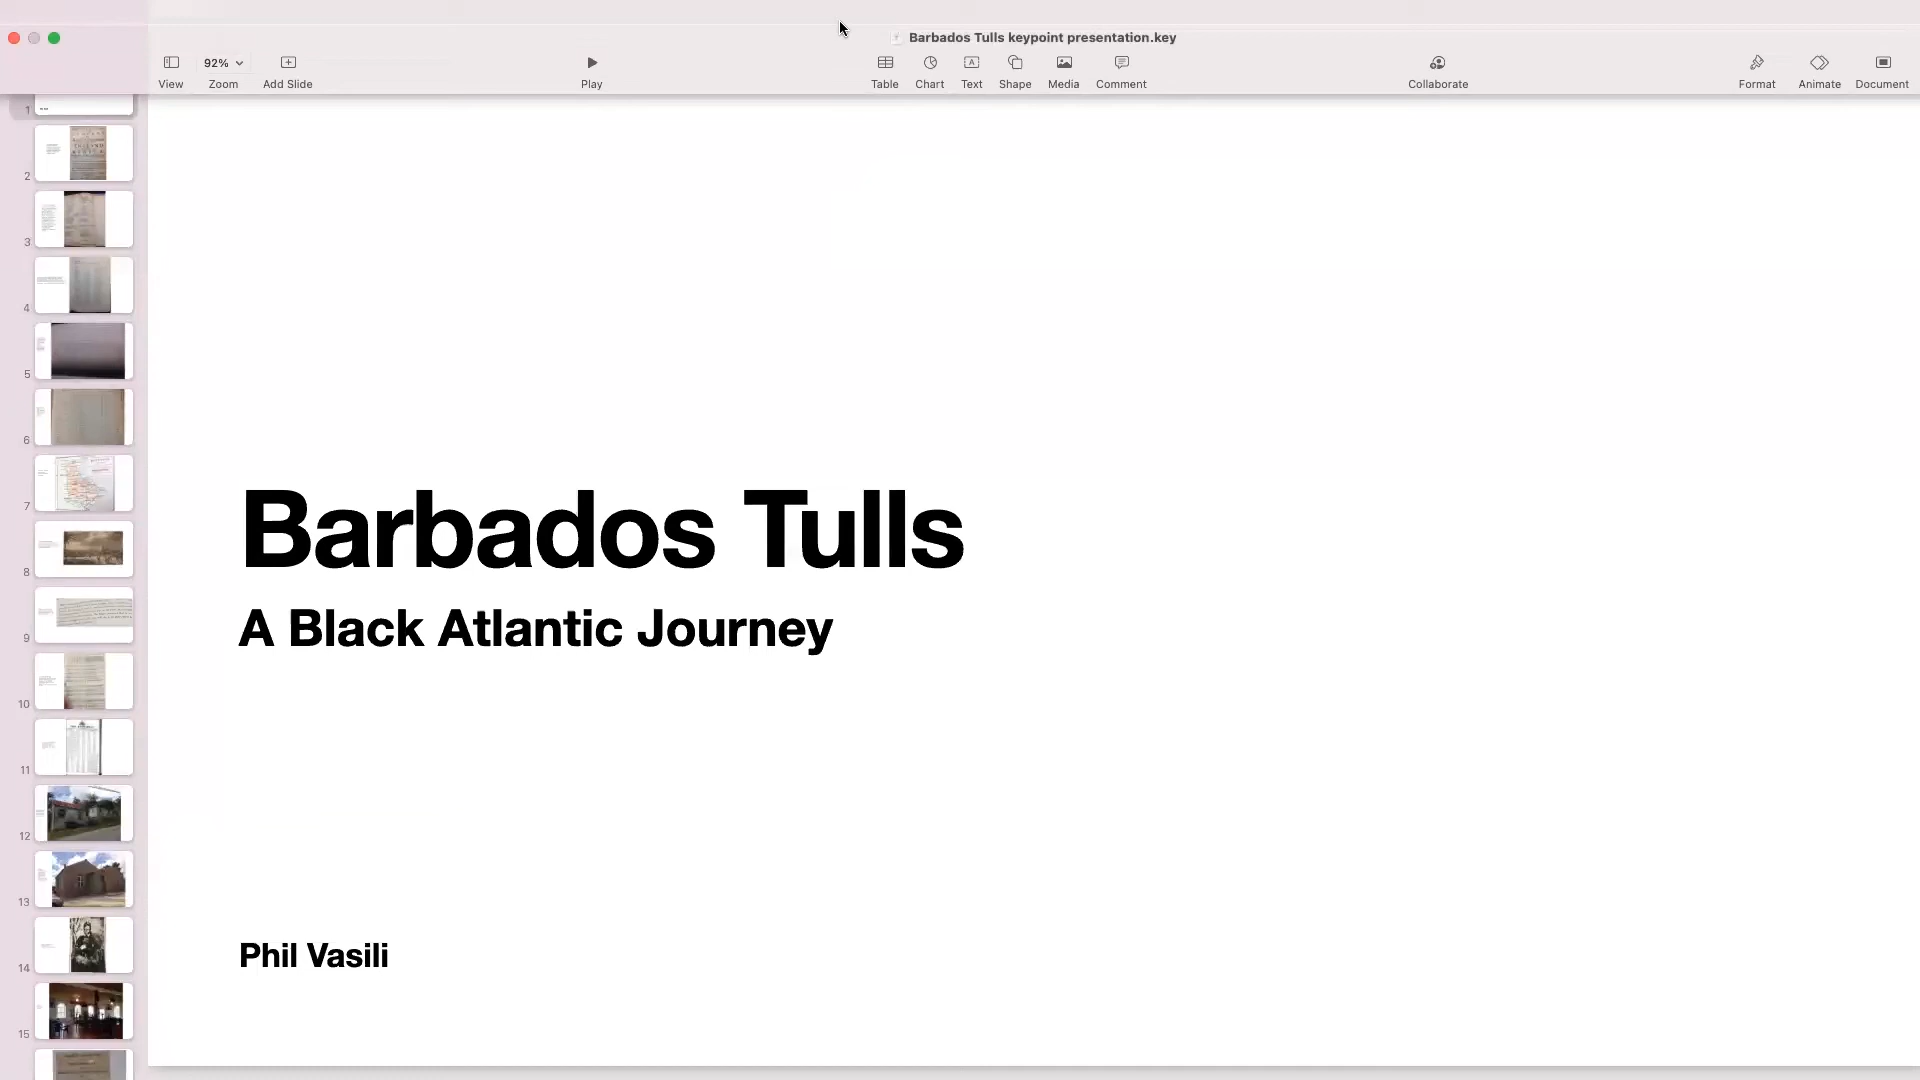 Barbados Tulls keypoint presentation.key
92%
View
Zoom
Add Slide
Play
Table
Chart
Text
Shape
Media
Comment
Collaborate
Format
Animate
Document
1
2
3
4
5
6
7
8
9
10
11
12
13
14
15
Barbados Tulls
A Black Atlantic Journey
Phil Vasili